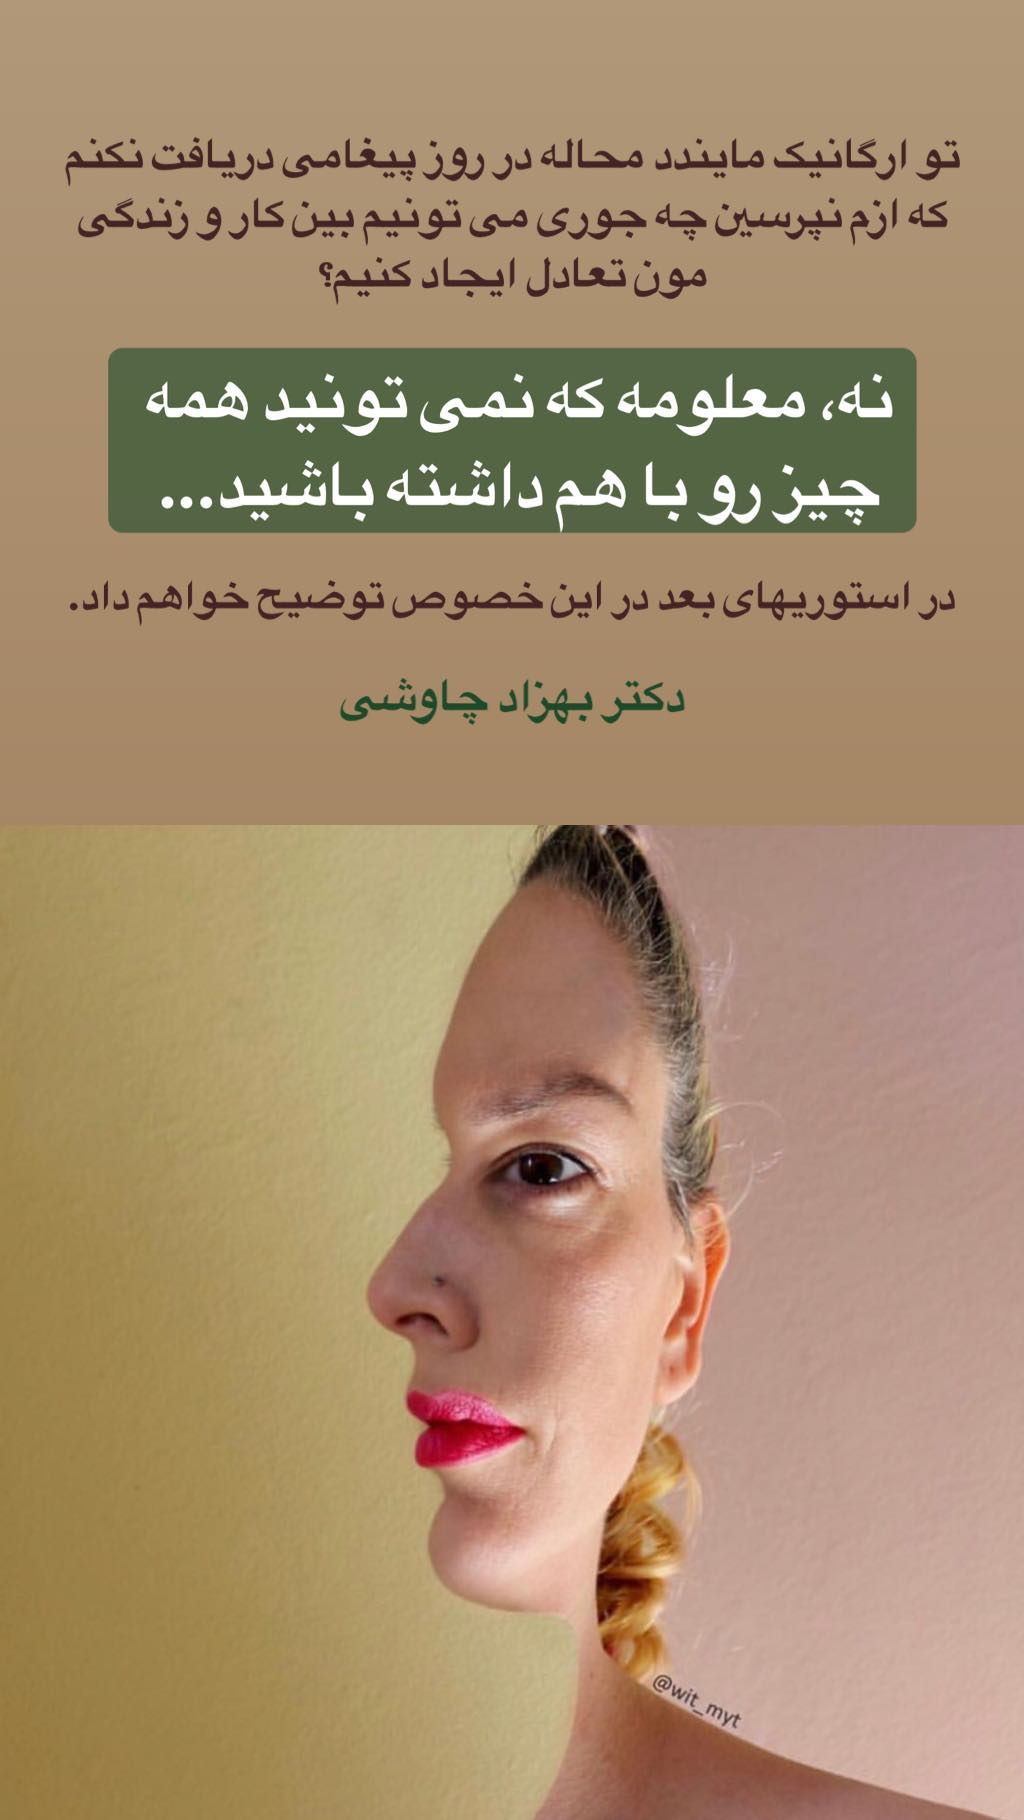 تو ارگانیک مایندد محاله در روز پیغامی دریافت نکنم
که ازم نپرسین چه جوری می تونیم بین کار و زندگی
مون تعادل ایجاد کنیم؟
نه، معلومه که نمی تونید همه
چیز رو با هم داشته باشید...
در استوریهای بعد در این خصوص توضیح خواهم داد.
دکتر بهزاد چاوشی
@wit_myt